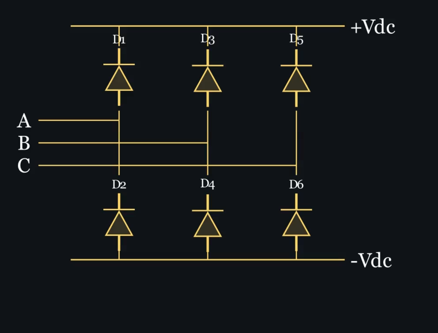 +Vdc
D1 D3 D5
A
B
C
D2 D4 D6
-Vdc